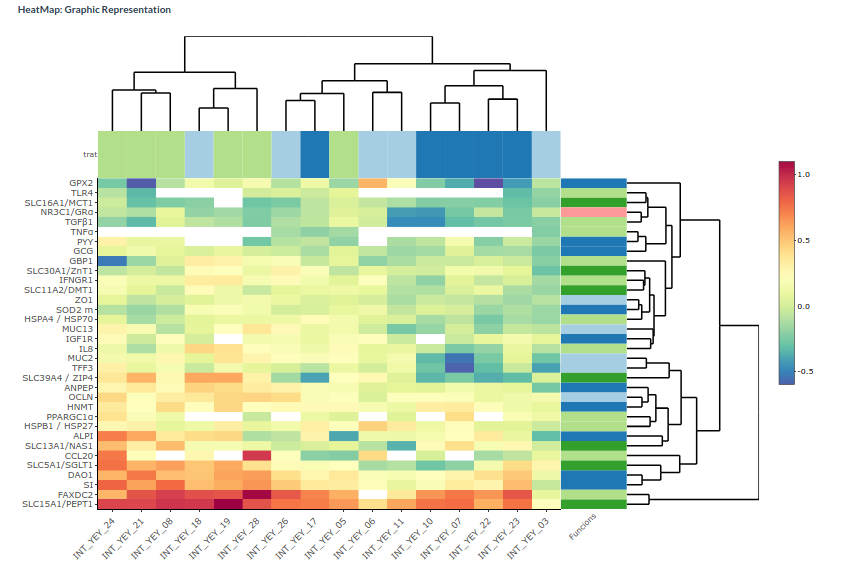 HeatMap: Graphic Representation
trat
GPX2
TLR4
SLC16A1/MCT1
NR3C1/GRα
TGFβ1
TNFα
PYY
GCG
GBP1
SLC30A1/ZnT1
IFNGR1
SLC11A2/DMT1
ZO1
SOD2 m
HSPA4 / HSP70
MUC13
IGF1R
IL8
MUC2
TFF3
SLC39A4 / ZIP4
ANPEP
OCLN
HNMT
PPARGC1α
HSPB1 / HSP27
ALPI
SLC13A1/NAS1
CCL20
SLC5A1/SGLT1
DAO1
SI
FAXDC2
SLC15A1/PEPT1
INT_YEY_24
INT_YEY_21
INT_YEY_08
INT_YEY_18
INT_YEY_19
INT_YEY_28
INT_YEY_26
INT_YEY_17
INT_YEY_05
INT_YEY_06
INT_YEY_11
INT_YEY_10
INT_YEY_07
INT_YEY_22
INT_YEY_23
INT_YEY_03
Funcions
1.0
0.5
0.0
-0.5